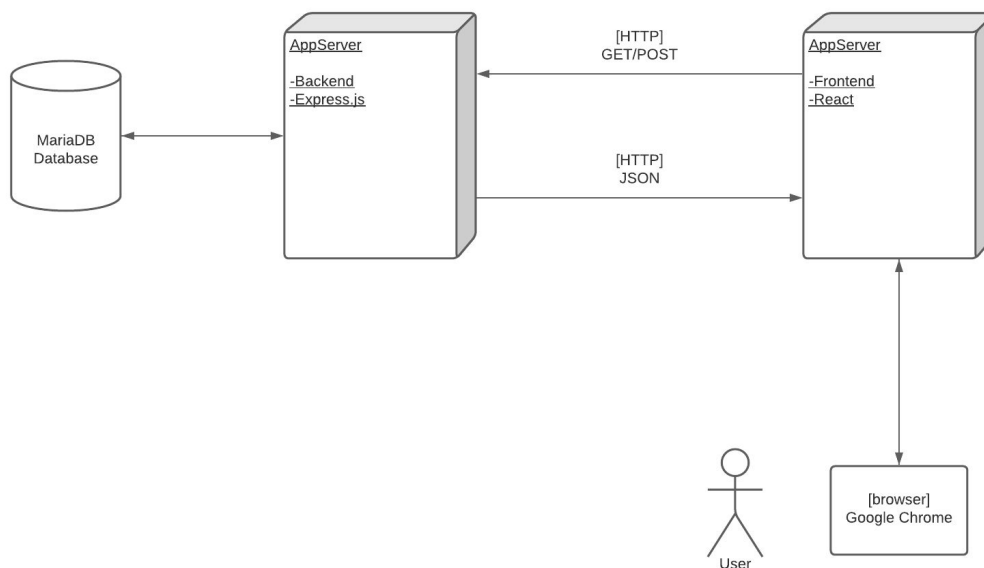 AppServer
-Backend
-Express.js
[HTTP]
GET/POST
AppServer
-Frontend
-React
MariaDB
Database
[HTTP]
JSON
[browser]
Google Chrome
User